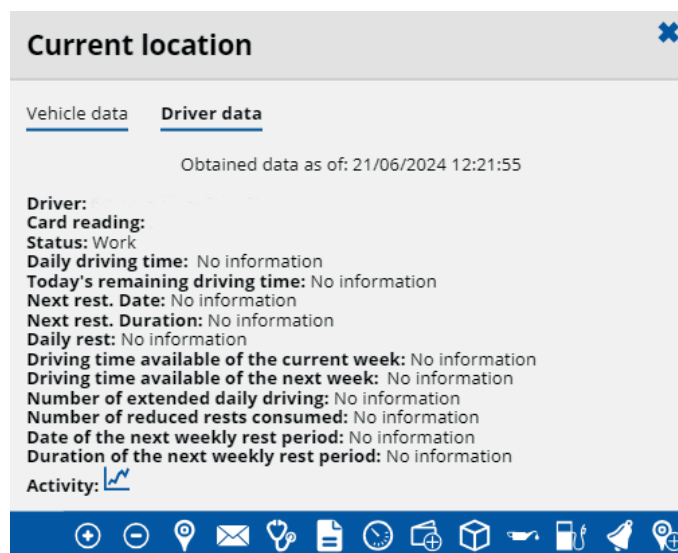 Current location
Vehicle data Driver data
Obtained data as of: 21/06/2024 12:21:55
Driver:
Card reading:
Status: Work
Daily driving time: No information
Today's remaining driving time: No information
Next rest. Date: No information
Next rest. Duration: No information
Daily rest: No information
Driving time available of the current week: No information
Driving time available of the next week: No information
Number of extended daily driving: No information
Number of reduced rests consumed: No information
Date of the next weekly rest period: No information
Duration of the next weekly rest period: No information
Activity: